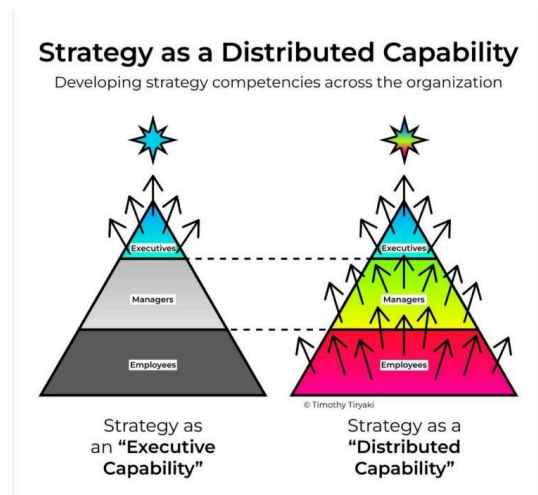 Strategy as a Distributed Capability
Developing strategy competencies across the organization
Executives
Executives
Managers
Managers
Employees
Employees
© Timothy Tiryaki
Strategy as
an “Executive
Capability”
Strategy as a
“Distributed
Capability”